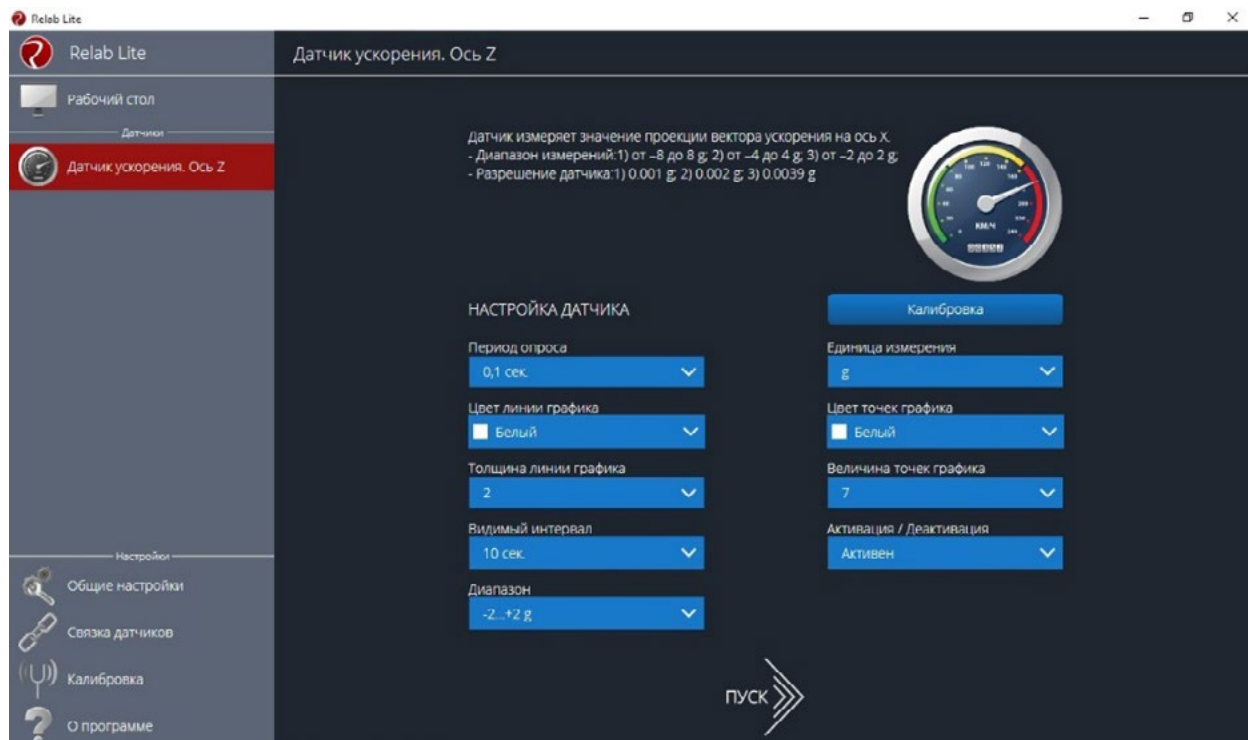 Relab Lite
Relab Lite
Датчик ускорения. Ось Z
Рабочий стол
Датчики
Датчик ускорения. Ось Z
Датчик измеряет значение проекции вектора ускорения на ось X.
- Диапазон измерений:1) от –8 до 8 g; 2) от –4 до 4 g; 3) от –2 до 2 g;
- Разрешение датчика:1) 0.001 g; 2) 0.002 g; 3) 0.0039 g
КМ/Ч
НАСТРОЙКА ДАТЧИКА
Калибровка
Период опроса
Единица измерения
0,1 сек.
g
Цвет линии графика
Цвет точек графика
Белый
Белый
Толщина линии графика
Величина точек графика
2
7
Видимый интервал
Активация / Деактивация
10 сек.
Активен
Диапазон
-2...+2 g
ПУСК
Настройки
Общие настройки
Связка датчиков
Калибровка
О программе